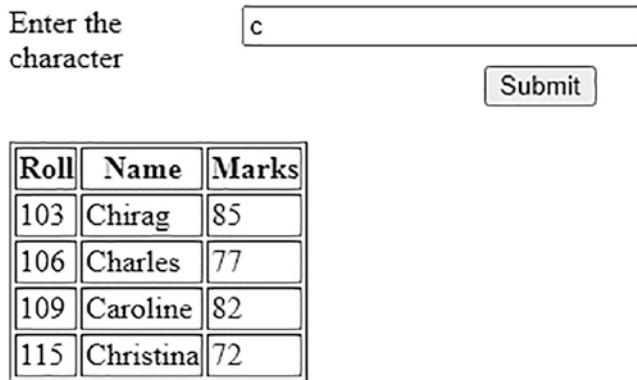 Enter the
character
c
Submit
Roll Name Marks
103 Chirag 85
106 Charles 77
109 Caroline 82
115 Christina 72